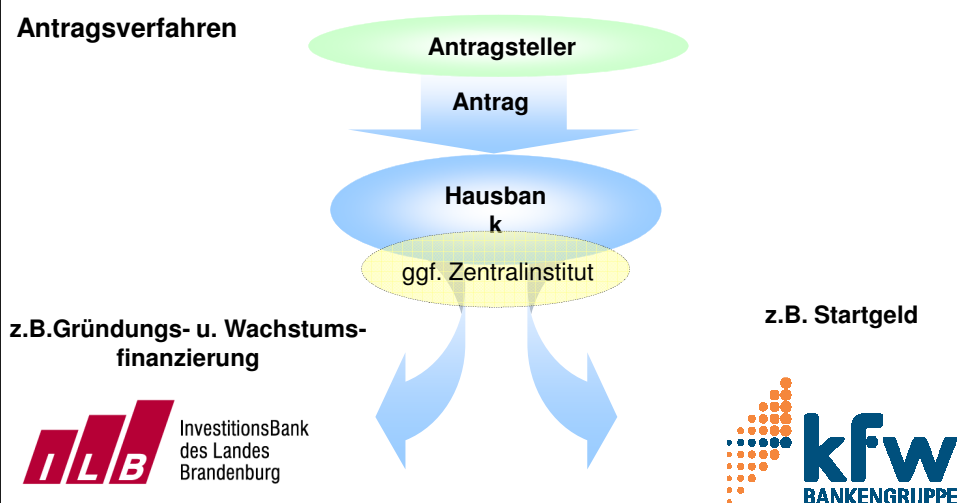 Antragsverfahren
Antragsteller
Antrag
Hausban
k
ggf. Zentralinstitut
z.B.Gründungs- u. Wachstums-
finanzierung
z.B. Startgeld
ILB
InvestitionsBank
des Landes
Brandenburg
kfw
BANKENGRUPPE